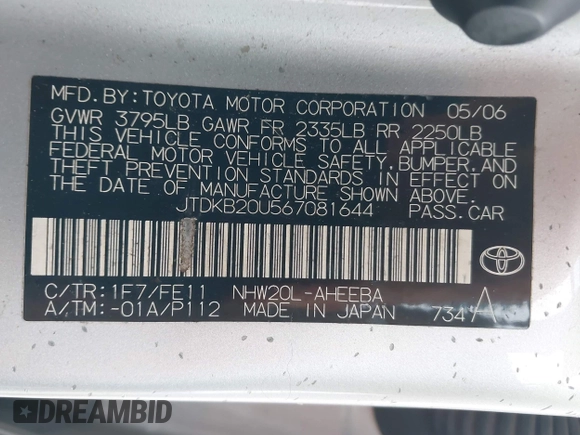 MFD.BY:TOYOTA MOTOR CORPORATION 05/06
GVWR 3795LB GAWR FR 2335LB RR 2250LB
THIS VEHICLE CONFORMS TO ALL APPLICABLE
FEDERAL MOTOR VEHICLE SAFETY, BUMPER, AND
THEFT PREVENTION STANDARDS IN EFFECT ON
THE DATE OF MANUFACTURE SHOWN ABOVE.
JTDKB20U567081644 PASS.CAR
C/TR:1F7/FE11 NHW20L-AHEEBA
A/TM:-01A/P112 MADE IN JAPAN 734 A
TOYOTA
DREAMBID